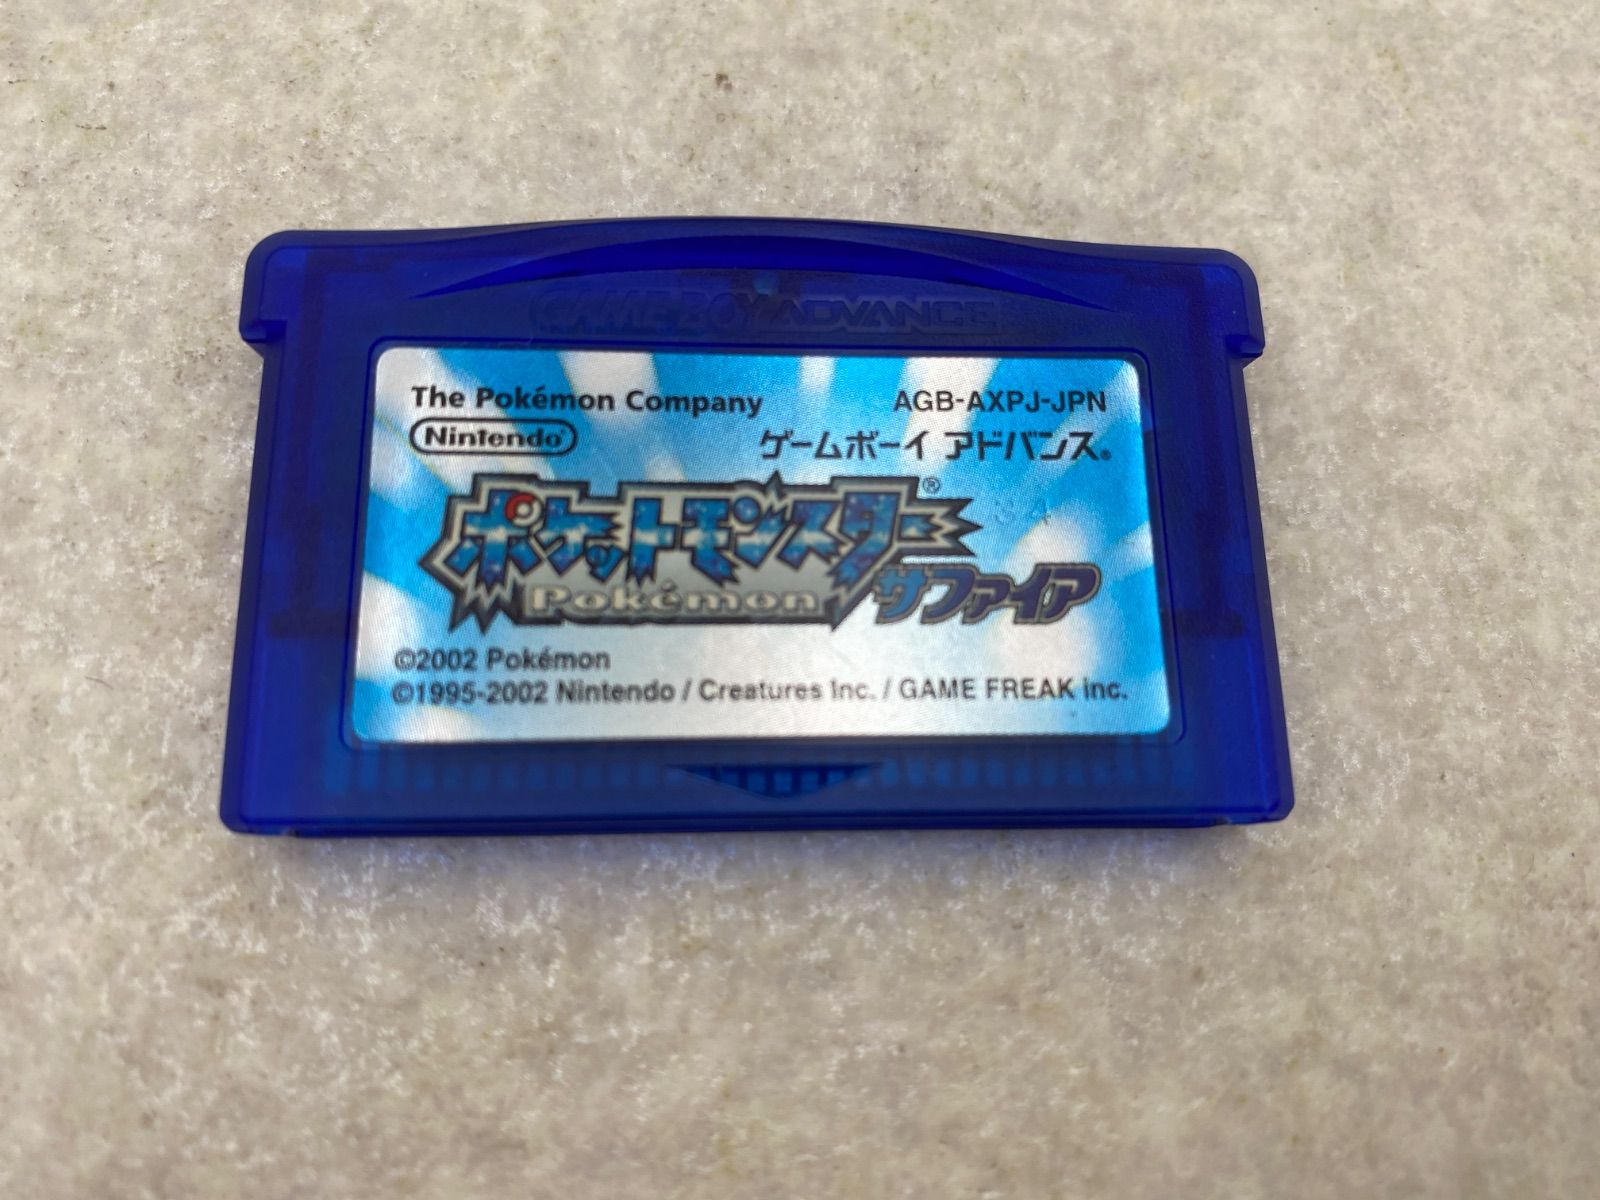 GAME BOY ADVANCE
The Pokémon Company
AGB-AXPJ-JPN
Nintendo®
ゲームボーイ アドバンス®
ポケットモンスター®
Pokémon
サファイア
©2002 Pokémon
©1995-2002 Nintendo / Creatures Inc. / GAME FREAK inc.